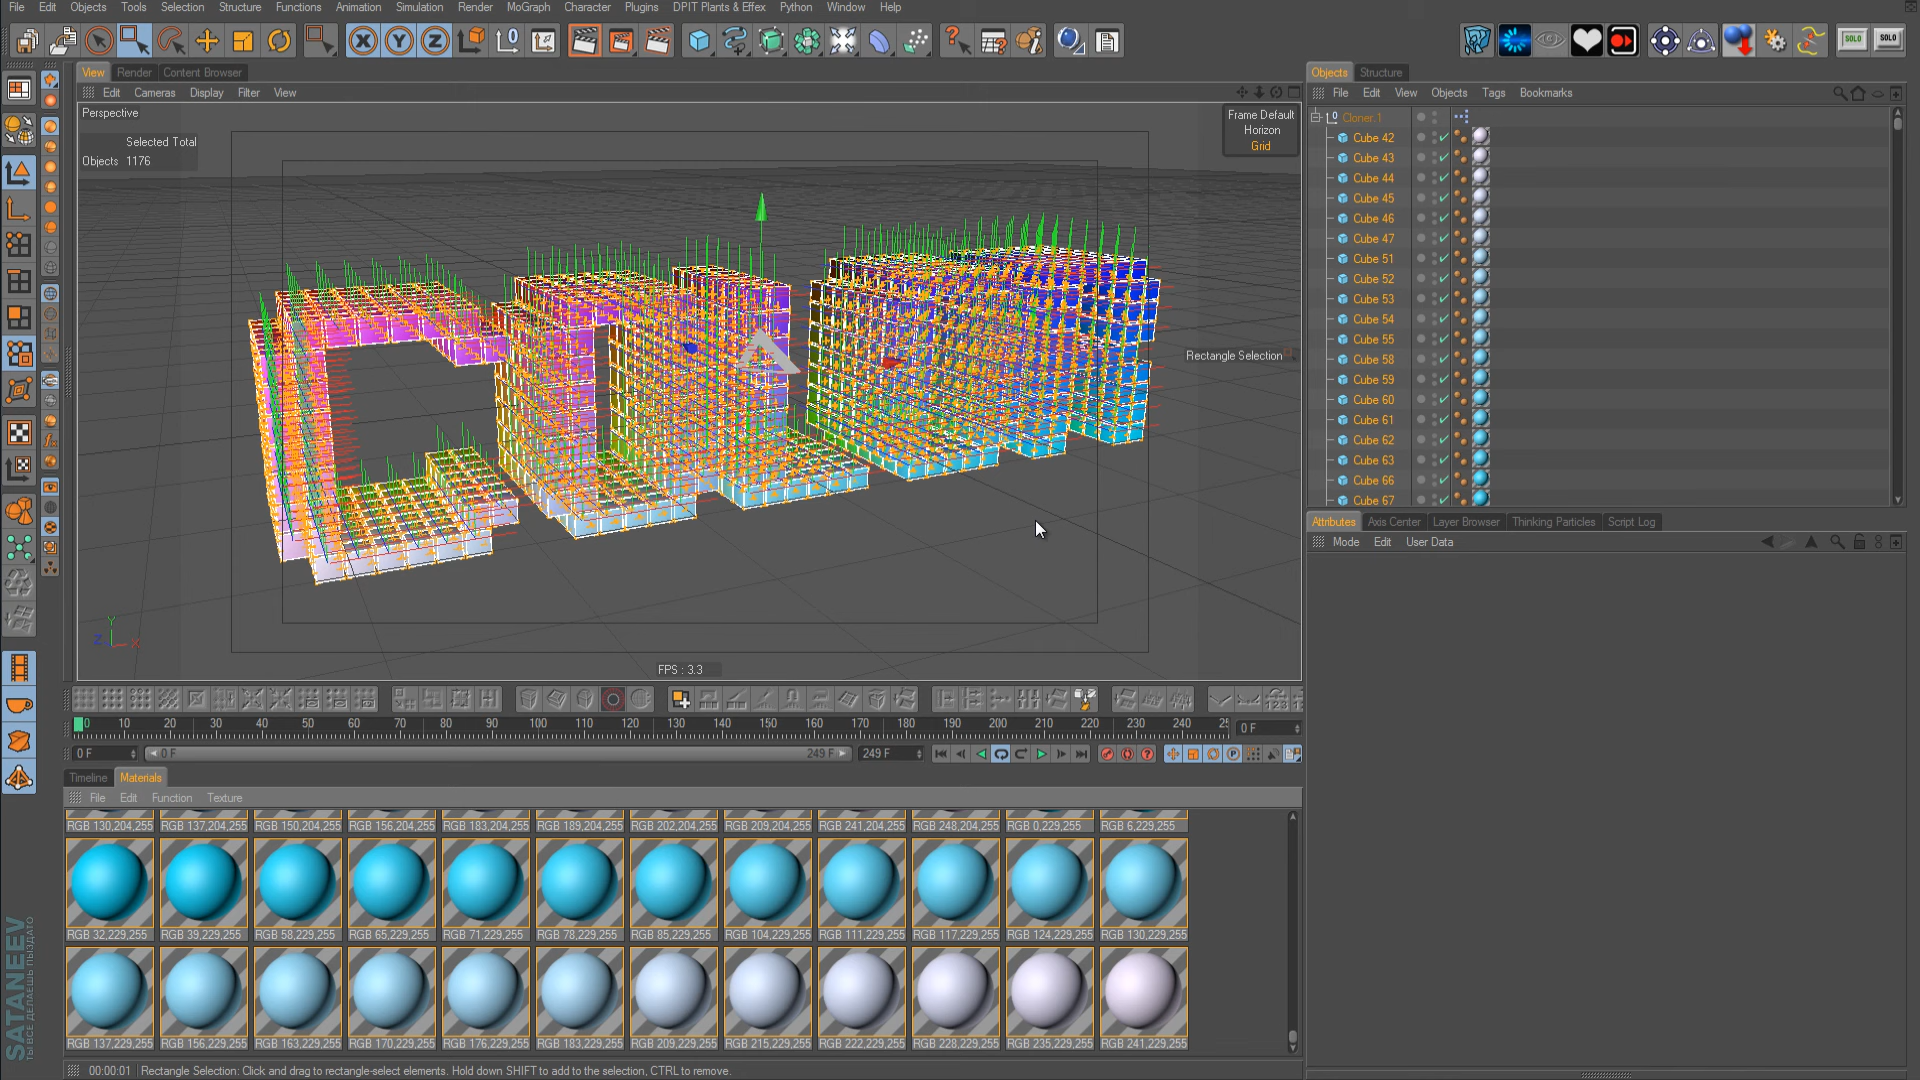 File Edit Objects Tools Selection Structure Functions Animation Simulation Render MoGraph Character Plugins DPIT Plants & Effex Python Window Help
View Render Content Browser
Edit Cameras Display Filter View
Perspective
Selected Total
Objects 1176
Frame Default
Horizon
Grid
Rectangle Selection
FPS : 3.3
Y
Z X
Objects Structure
File Edit View Objects Tags Bookmarks
Cloner.1
Cube 42
Cube 43
Cube 44
Cube 45
Cube 46
Cube 47
Cube 51
Cube 52
Cube 53
Cube 54
Cube 55
Cube 58
Cube 59
Cube 60
Cube 61
Cube 62
Cube 63
Cube 66
Cube 67
Attributes Axis Center Layer Browser Thinking Particles Script Log
Mode Edit User Data
0 10 20 30 40 50 60 70 80 90 100 110 120 130 140 150 160 170 180 190 200 210 220 230 240 25
0 F
0 F 0 F 249 F 249 F
Timeline Materials
File Edit Function Texture
RGB 130,204,255 RGB 137,204,255 RGB 150,204,255 RGB 156,204,255 RGB 183,204,255 RGB 189,204,255 RGB 202,204,255 RGB 209,204,255 RGB 241,204,255 RGB 248,204,255 RGB 0,229,255 RGB 6,229,255
RGB 32,229,255 RGB 39,229,255 RGB 58,229,255 RGB 65,229,255 RGB 71,229,255 RGB 78,229,255 RGB 85,229,255 RGB 104,229,255 RGB 111,229,255 RGB 117,229,255 RGB 124,229,255 RGB 130,229,255
RGB 137,229,255 RGB 156,229,255 RGB 163,229,255 RGB 170,229,255 RGB 176,229,255 RGB 183,229,255 RGB 209,229,255 RGB 215,229,255 RGB 222,229,255 RGB 228,229,255 RGB 235,229,255 RGB 241,229,255
00:00:01 Rectangle Selection: Click and drag to rectangle-select elements. Hold down SHIFT to add to the selection, CTRL to remove.
SATANEEV
SOLO SOLO
X Y Z